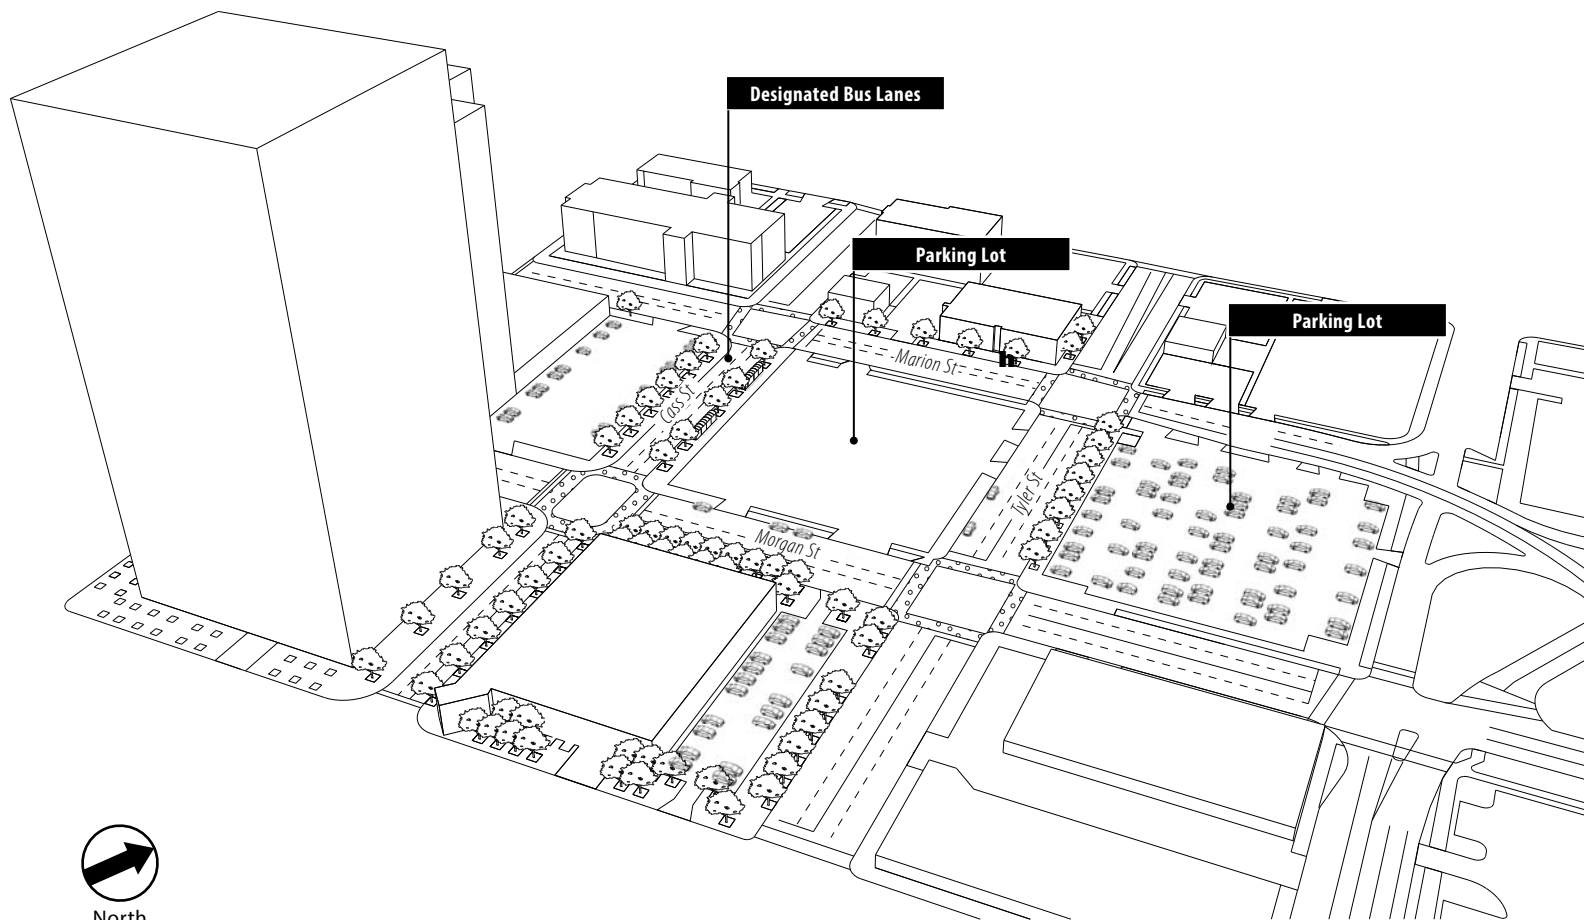 Designated Bus Lanes
Parking Lot
Parking Lot
Marion St
h
Cass St
Tyler St
Morgan St
North